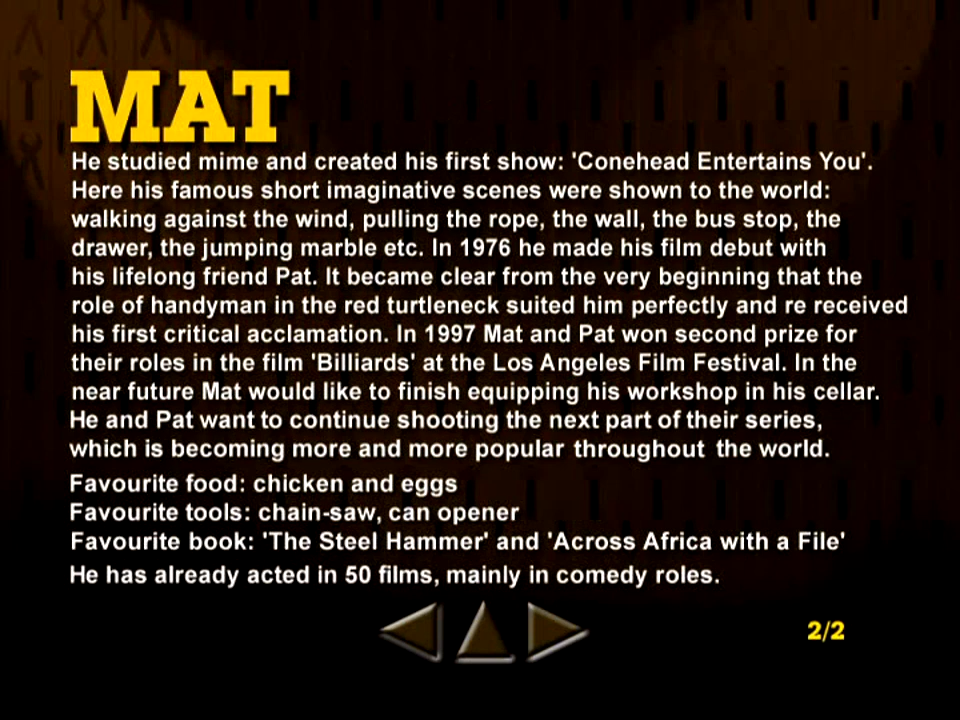 MAT
He studied mime and created his first show: 'Conehead Entertains You'.
Here his famous short imaginative scenes were shown to the world:
walking against the wind, pulling the rope, the wall, the bus stop, the
drawer, the jumping marble etc. In 1976 he made his film debut with
his lifelong friend Pat. It became clear from the very beginning that the
role of handyman in the red turtleneck suited him perfectly and re received
his first critical acclamation. In 1997 Mat and Pat won second prize for
their roles in the film 'Billiards' at the Los Angeles Film Festival. In the
near future Mat would like to finish equipping his workshop in his cellar.
He and Pat want to continue shooting the next part of their series,
which is becoming more and more popular throughout the world.
Favourite food: chicken and eggs
Favourite tools: chain-saw, can opener
Favourite book: 'The Steel Hammer' and 'Across Africa with a File'
He has already acted in 50 films, mainly in comedy roles.
2/2